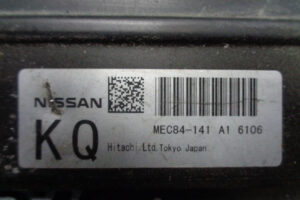 NISSAN
KQ
MEC84-141 A1 6106
Hitachi Ltd. Tokyo Japan